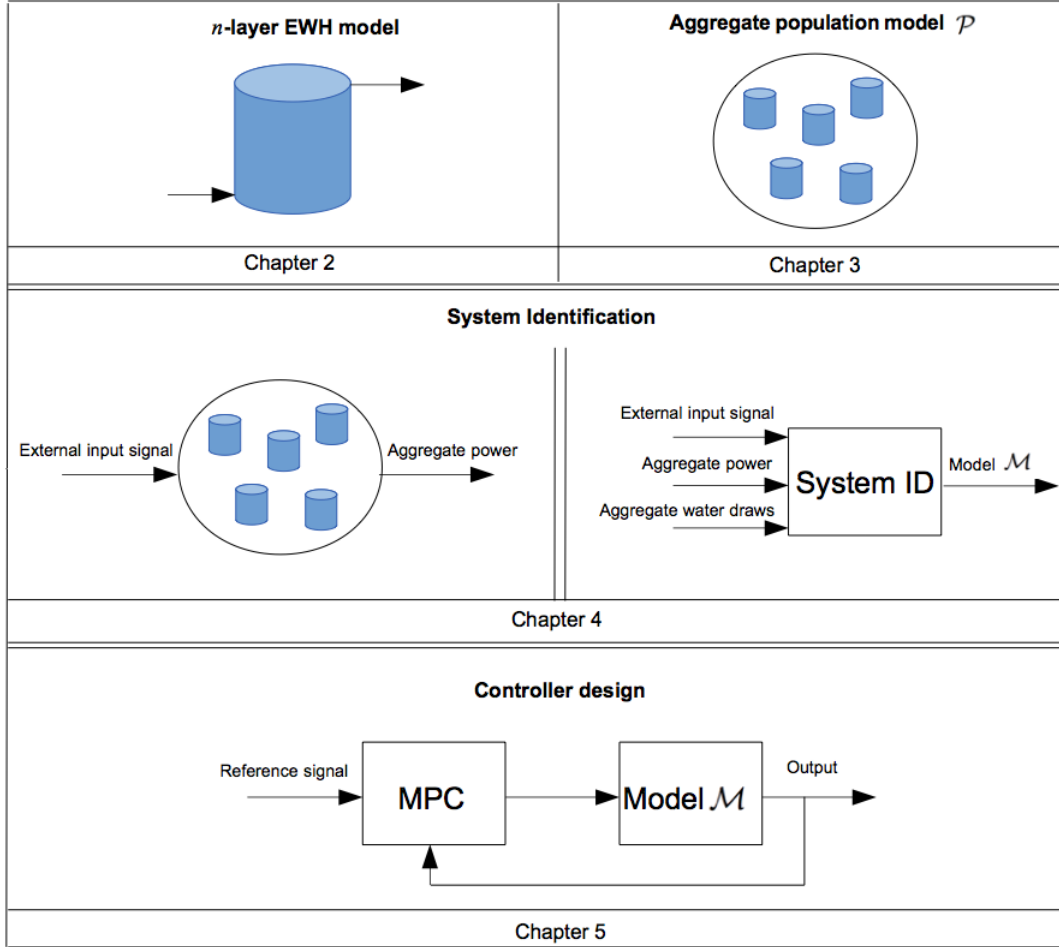 n-layer EWH model
Aggregate population model 𝒫
Chapter 2
Chapter 3
System Identification
External input signal
Aggregate power
External input signal
Aggregate power
Aggregate water draws
System ID
Model ℳ
Chapter 4
Controller design
Reference signal
MPC
Model ℳ
Output
Chapter 5